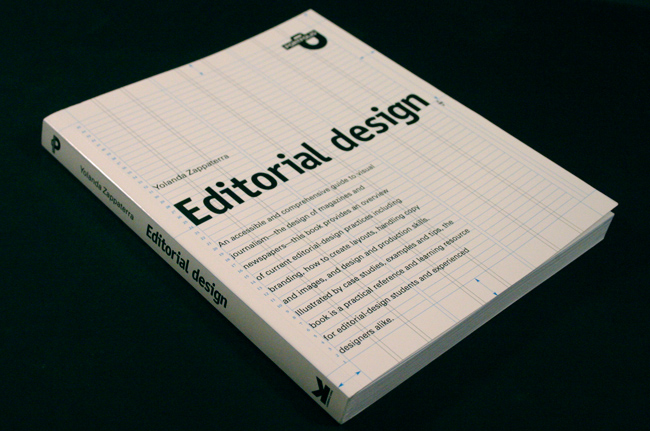 Yolanda Zappaterra
Editorial design
An accessible and comprehensive guide to visual
journalism—the design of magazines and
newspapers—this book provides an overview
of current editorial-design practices including
branding, how to create layouts, handling copy
and images, and design and production skills.
Illustrated by case studies, examples and tips, the
book is a practical reference and learning resource
for editorial-design students and experienced
designers alike.
Yolanda Zappaterra
Editorial design